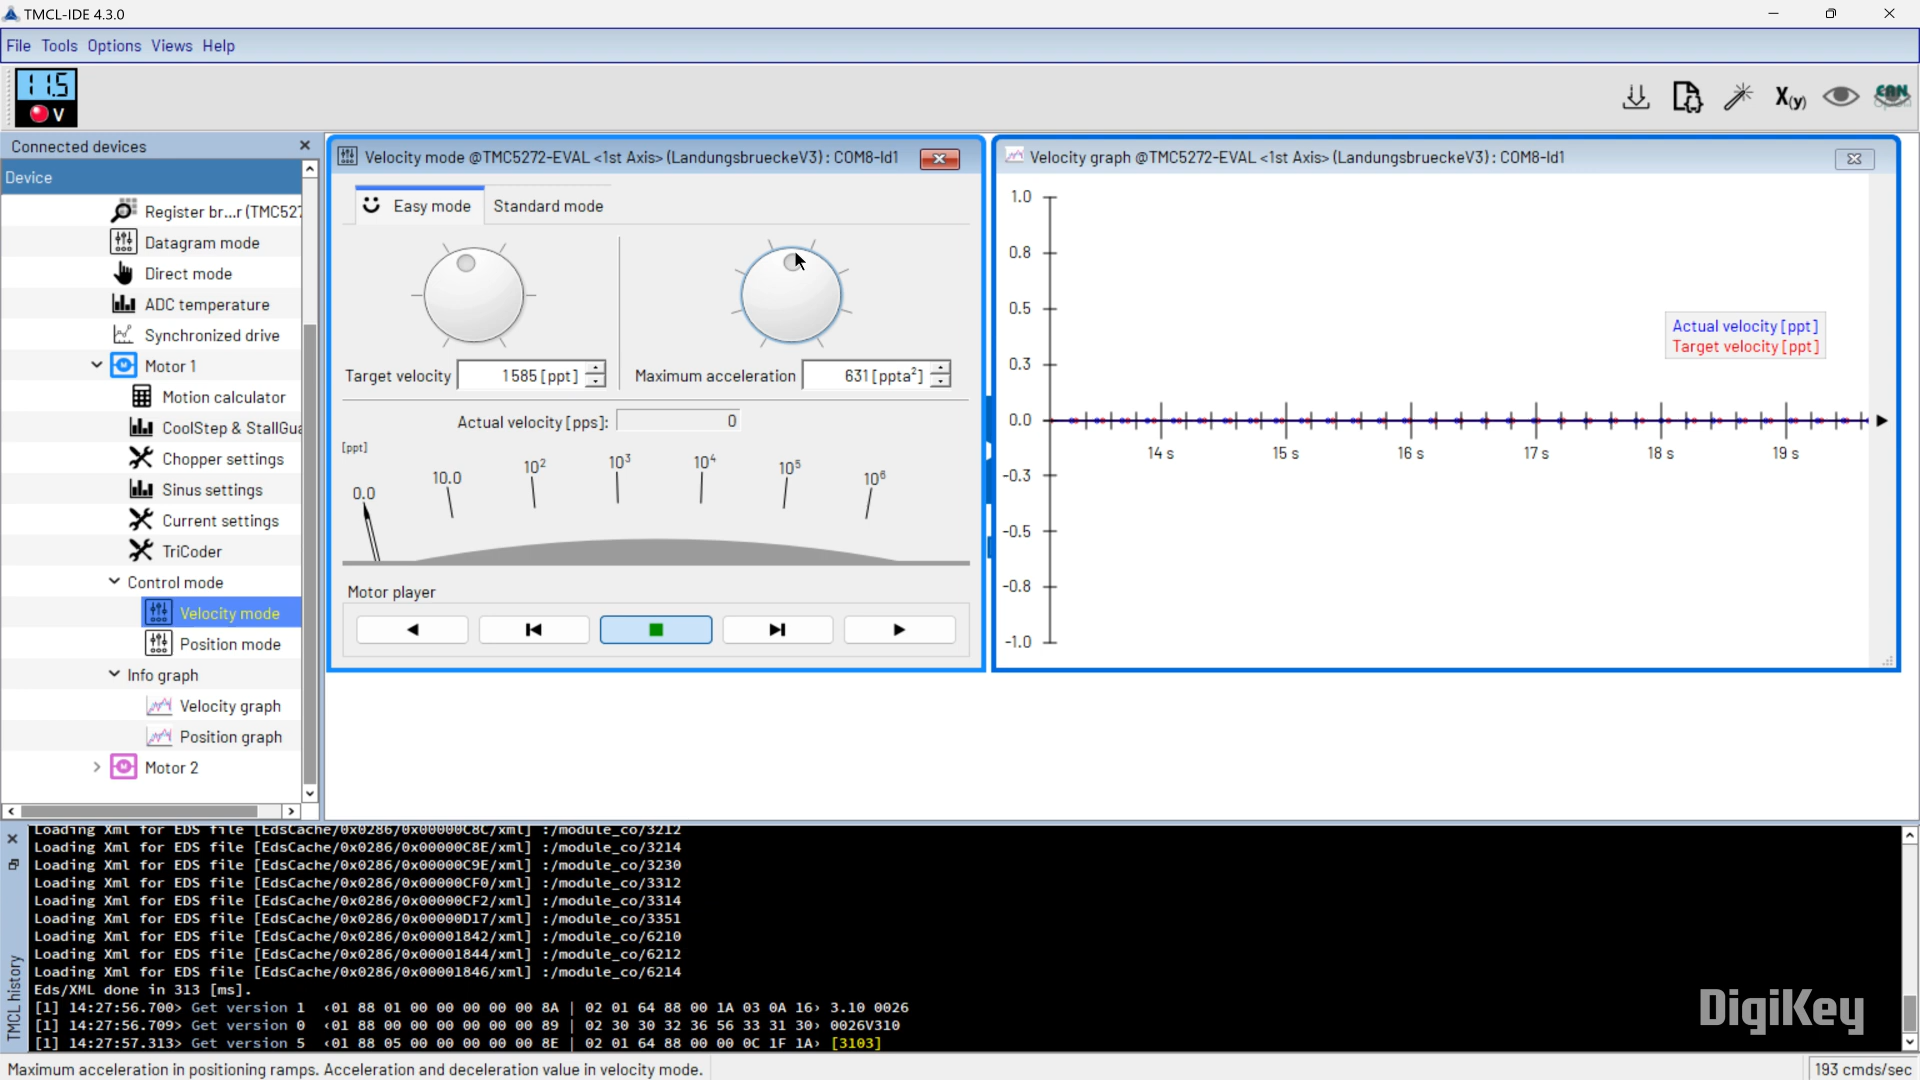 TMCL-IDE 4.3.0
File Tools Options Views Help
11.5
V
X(y)
CAN
Connected devices
Device
Register br...r (TMC527
Datagram mode
Direct mode
ADC temperature
Synchronized drive
Motor 1
Motion calculator
CoolStep & StallGua
Chopper settings
Sinus settings
Current settings
TriCoder
Control mode
Velocity mode
Position mode
Info graph
Velocity graph
Position graph
Motor 2
Velocity mode @TMC5272-EVAL <1st Axis> (LandungsbrueckeV3) : COM8-Id1
Easy mode
Standard mode
Target velocity
1585 [ppt]
Maximum acceleration
631 [ppta²]
Actual velocity [pps]:
0
[ppt]
0.0
10.0
10²
10³
10⁴
10⁵
10⁶
Motor player
Velocity graph @TMC5272-EVAL <1st Axis> (LandungsbrueckeV3) : COM8-Id1
1.0
0.8
0.5
0.3
0.0
-0.3
-0.5
-0.8
-1.0
14 s
15 s
16 s
17 s
18 s
19 s
Actual velocity [ppt]
Target velocity [ppt]
TMCL history
Loading Xml for EDS file [EdsCache/0x0286/0x00000C8C/xml] :/module_co/3212
Loading Xml for EDS file [EdsCache/0x0286/0x00000C8E/xml] :/module_co/3214
Loading Xml for EDS file [EdsCache/0x0286/0x00000C9E/xml] :/module_co/3230
Loading Xml for EDS file [EdsCache/0x0286/0x00000CF0/xml] :/module_co/3312
Loading Xml for EDS file [EdsCache/0x0286/0x00000CF2/xml] :/module_co/3314
Loading Xml for EDS file [EdsCache/0x0286/0x00000D17/xml] :/module_co/3351
Loading Xml for EDS file [EdsCache/0x0286/0x00001842/xml] :/module_co/6210
Loading Xml for EDS file [EdsCache/0x0286/0x00001844/xml] :/module_co/6212
Loading Xml for EDS file [EdsCache/0x0286/0x00001846/xml] :/module_co/6214
Eds/XML done in 313 [ms].
[1] 14:27:56.700> Get version 1 <01 88 01 00 00 00 00 00 8A | 02 01 64 88 00 1A 03 0A 16> 3.10 0026
[1] 14:27:56.709> Get version 0 <01 88 00 00 00 00 00 00 89 | 02 30 30 32 36 56 33 31 30> 0026V310
[1] 14:27:57.313> Get version 5 <01 88 05 00 00 00 00 00 8E | 02 01 64 88 00 00 0C 1F 1A> [3103]
DigiKey
Maximum acceleration in positioning ramps. Acceleration and deceleration value in velocity mode.
193 cmds/sec